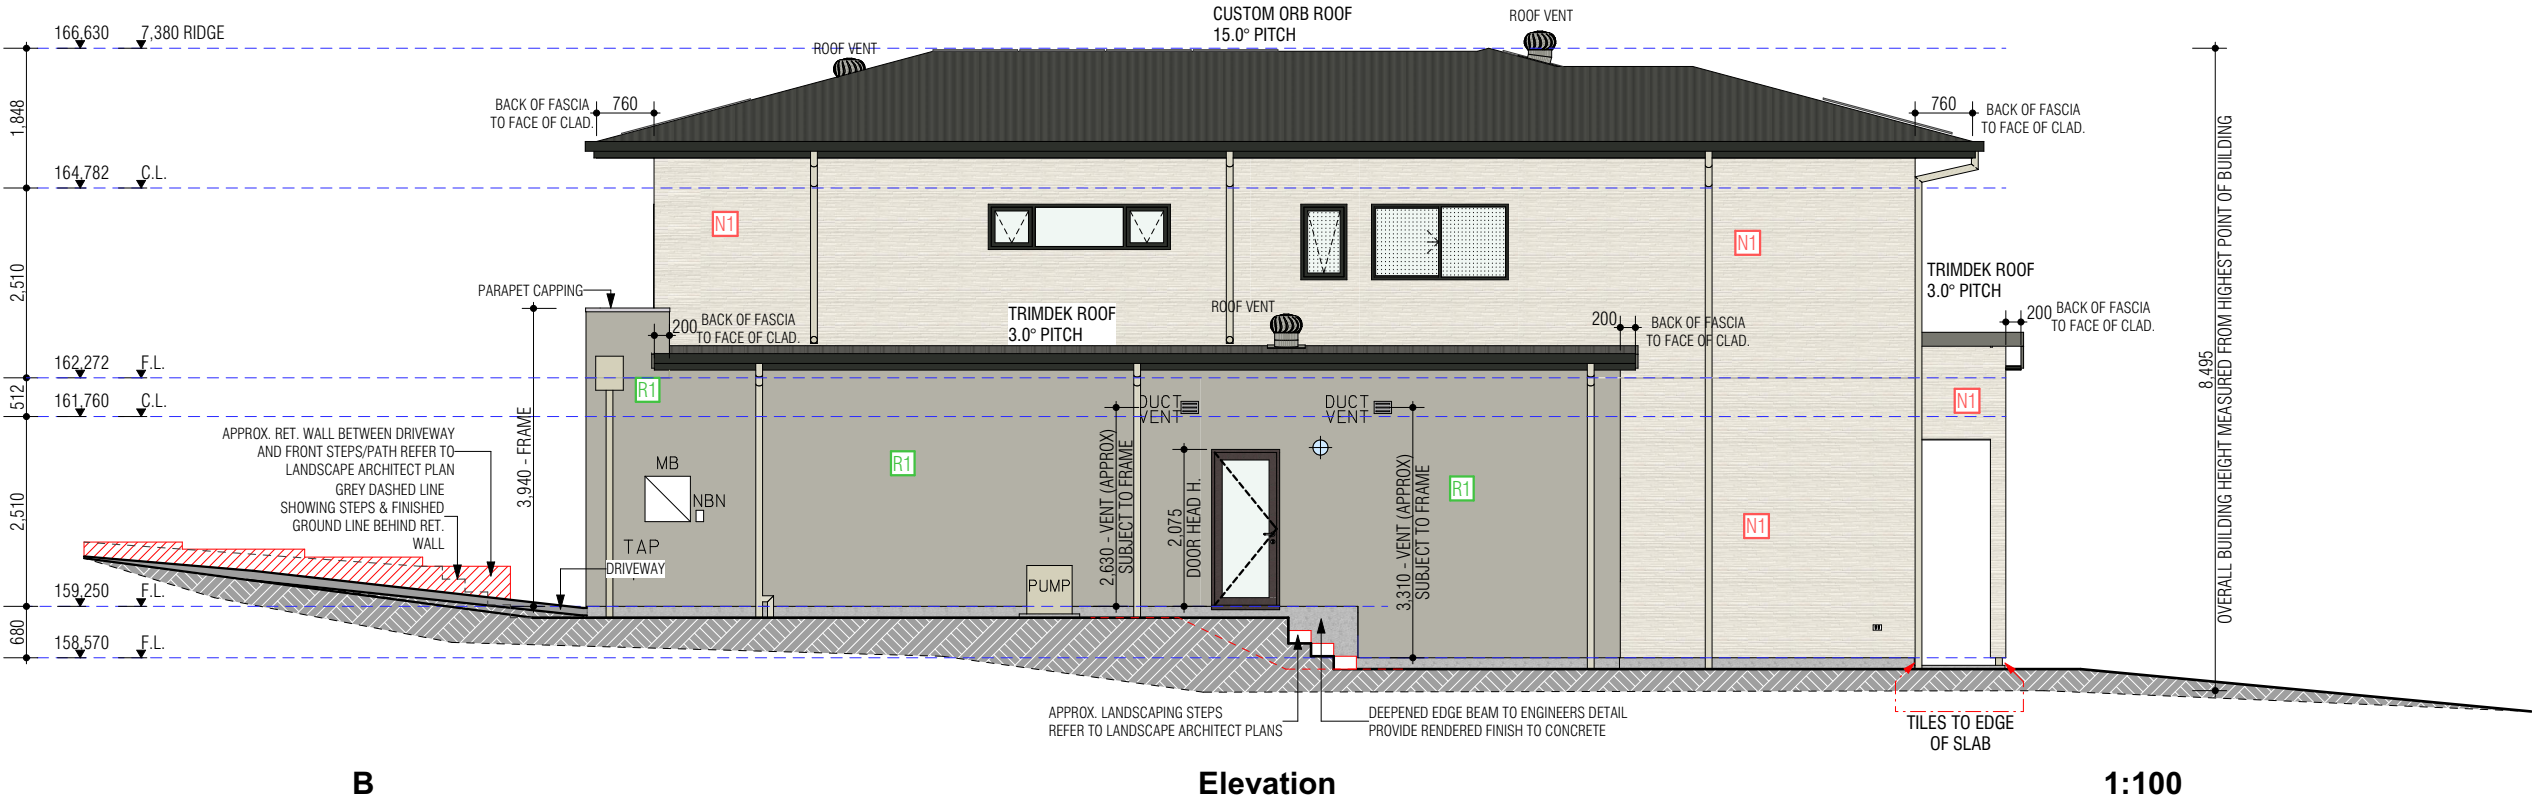 CUSTOM ORB ROOF
15.0° PITCH
ROOF VENT
166,630
7,380 RIDGE
ROOF VENT
BACK OF FASCIA
TO FACE OF CLAD.
760
760
BACK OF FASCIA
TO FACE OF CLAD.
1,848
164,782
C.L.
N1
N1
2,510
PARAPET CAPPING
TRIMDEK ROOF
3.0° PITCH
200
BACK OF FASCIA
TO FACE OF CLAD.
TRIMDEK ROOF
3.0° PITCH
ROOF VENT
200
BACK OF FASCIA
TO FACE OF CLAD.
200
BACK OF FASCIA
TO FACE OF CLAD.
162,272
F.L.
R1
512
161,760
C.L.
DUCT
VENT
DUCT
VENT
N1
8,495
OVERALL BUILDING HEIGHT MEASURED FROM HIGHEST POINT OF BUILDING
APPROX. RET. WALL BETWEEN DRIVEWAY
AND FRONT STEPS/PATH REFER TO
LANDSCAPE ARCHITECT PLAN
GREY DASHED LINE
SHOWING STEPS & FINISHED
GROUND LINE BEHIND RET.
WALL
3,940 - FRAME
MB
NBN
TAP
R1
R1
N1
2,510
2,630 - VENT (APPROX)
SUBJECT TO FRAME
2,075
DOOR HEAD H.
3,310 - VENT (APPROX)
SUBJECT TO FRAME
DRIVEWAY
PUMP
159,250
F.L.
680
158,570
F.L.
APPROX. LANDSCAPING STEPS
REFER TO LANDSCAPE ARCHITECT PLANS
DEEPENED EDGE BEAM TO ENGINEERS DETAIL
PROVIDE RENDERED FINISH TO CONCRETE
TILES TO EDGE
OF SLAB
B
Elevation
1:100